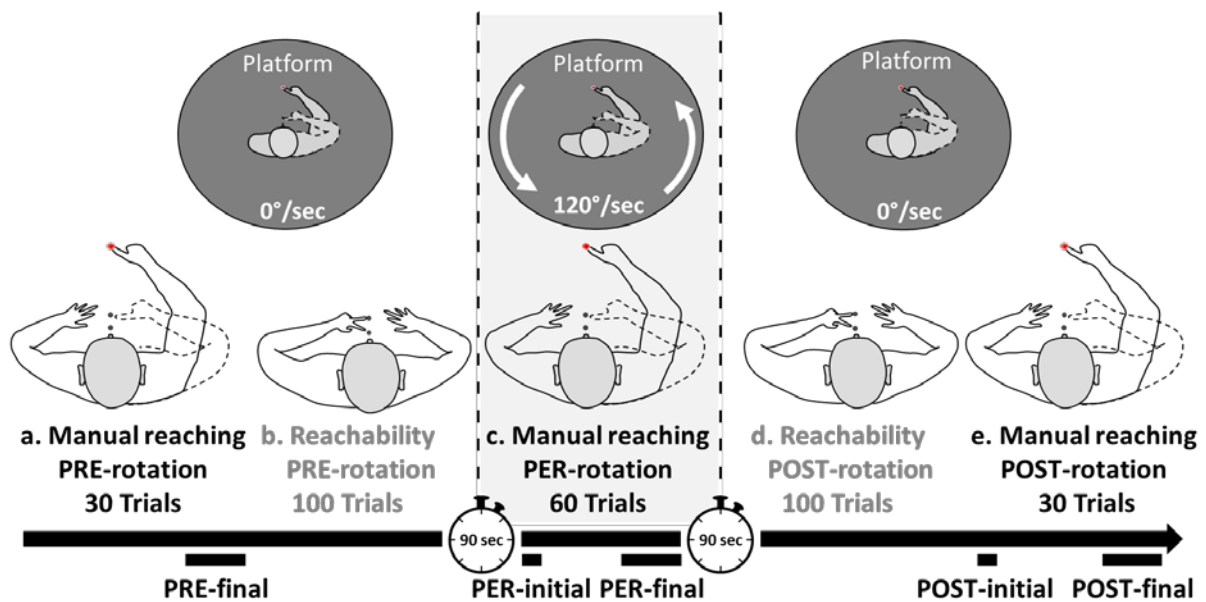 Platform
0°/sec
Platform
120°/sec
Platform
0°/sec
a. Manual reaching
PRE-rotation
30 Trials
b. Reachability
PRE-rotation
100 Trials
c. Manual reaching
PER-rotation
60 Trials
d. Reachability
POST-rotation
100 Trials
e. Manual reaching
POST-rotation
30 Trials
90 sec
90 sec
PRE-final
PER-initial
PER-final
POST-initial
POST-final